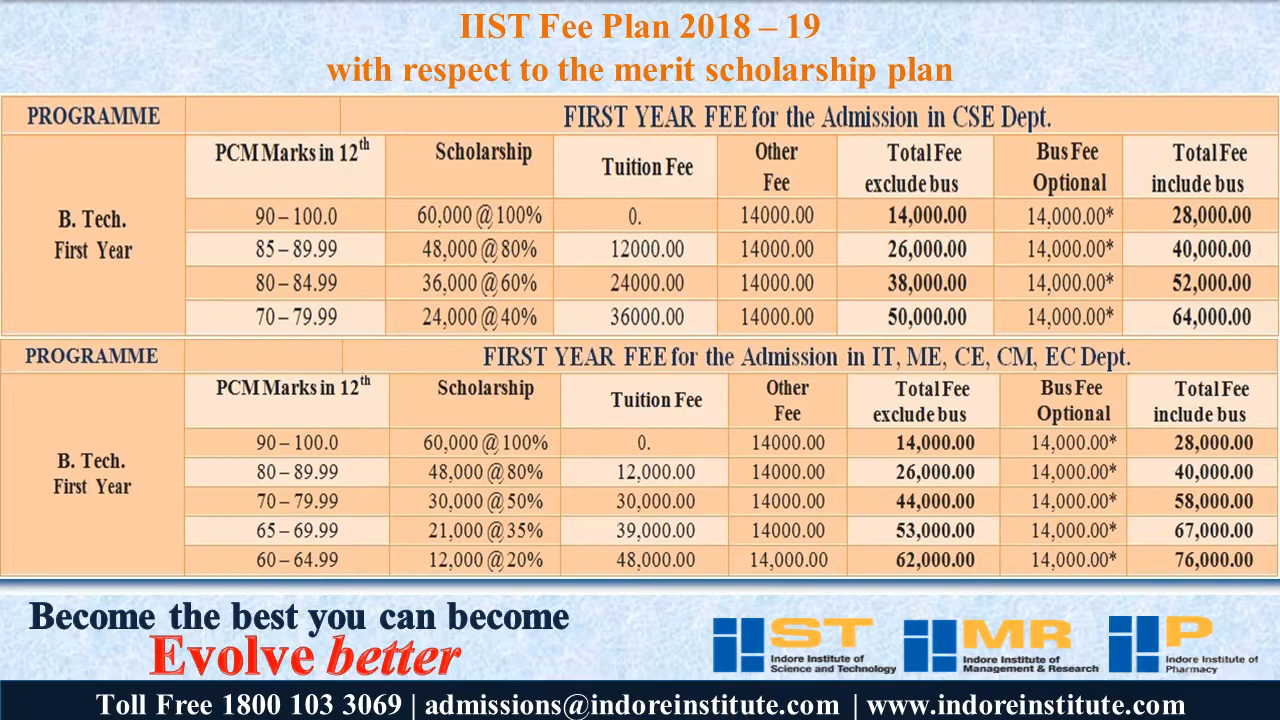 IIST Fee Plan 2018 – 19
with respect to the merit scholarship plan
PROGRAMME FIRST YEAR FEE for the Admission in CSE Dept.
B. Tech. First Year
PCM Marks in 12th Scholarship Tuition Fee Other Fee Total Fee exclude bus Bus Fee Optional Total Fee include bus
90 – 100.0 60,000 @ 100% 0. 14000.00 14,000.00 14,000.00* 28,000.00
85 – 89.99 48,000 @ 80% 12000.00 14000.00 26,000.00 14,000.00* 40,000.00
80 – 84.99 36,000 @ 60% 24000.00 14000.00 38,000.00 14,000.00* 52,000.00
70 – 79.99 24,000 @ 40% 36000.00 14000.00 50,000.00 14,000.00* 64,000.00
PROGRAMME FIRST YEAR FEE for the Admission in IT, ME, CE, CM, EC Dept.
B. Tech. First Year
PCM Marks in 12th Scholarship Tuition Fee Other Fee Total Fee exclude bus Bus Fee Optional Total Fee include bus
90 – 100.0 60,000 @ 100% 0. 14000.00 14,000.00 14,000.00* 28,000.00
80 – 89.99 48,000 @ 80% 12,000.00 14000.00 26,000.00 14,000.00* 40,000.00
70 – 79.99 30,000 @ 50% 30,000.00 14000.00 44,000.00 14,000.00* 58,000.00
65 – 69.99 21,000 @ 35% 39,000.00 14000.00 53,000.00 14,000.00* 67,000.00
60 – 64.99 12,000 @ 20% 48,000.00 14,000.00 62,000.00 14,000.00* 76,000.00
Become the best you can become
Evolve better
IIST
Indore Institute of
Science and Technology
IIMR
Indore Institute of
Management & Research
IIP
Indore Institute of
Pharmacy
Toll Free 1800 103 3069 | admissions@indoreinstitute.com | www.indoreinstitute.com